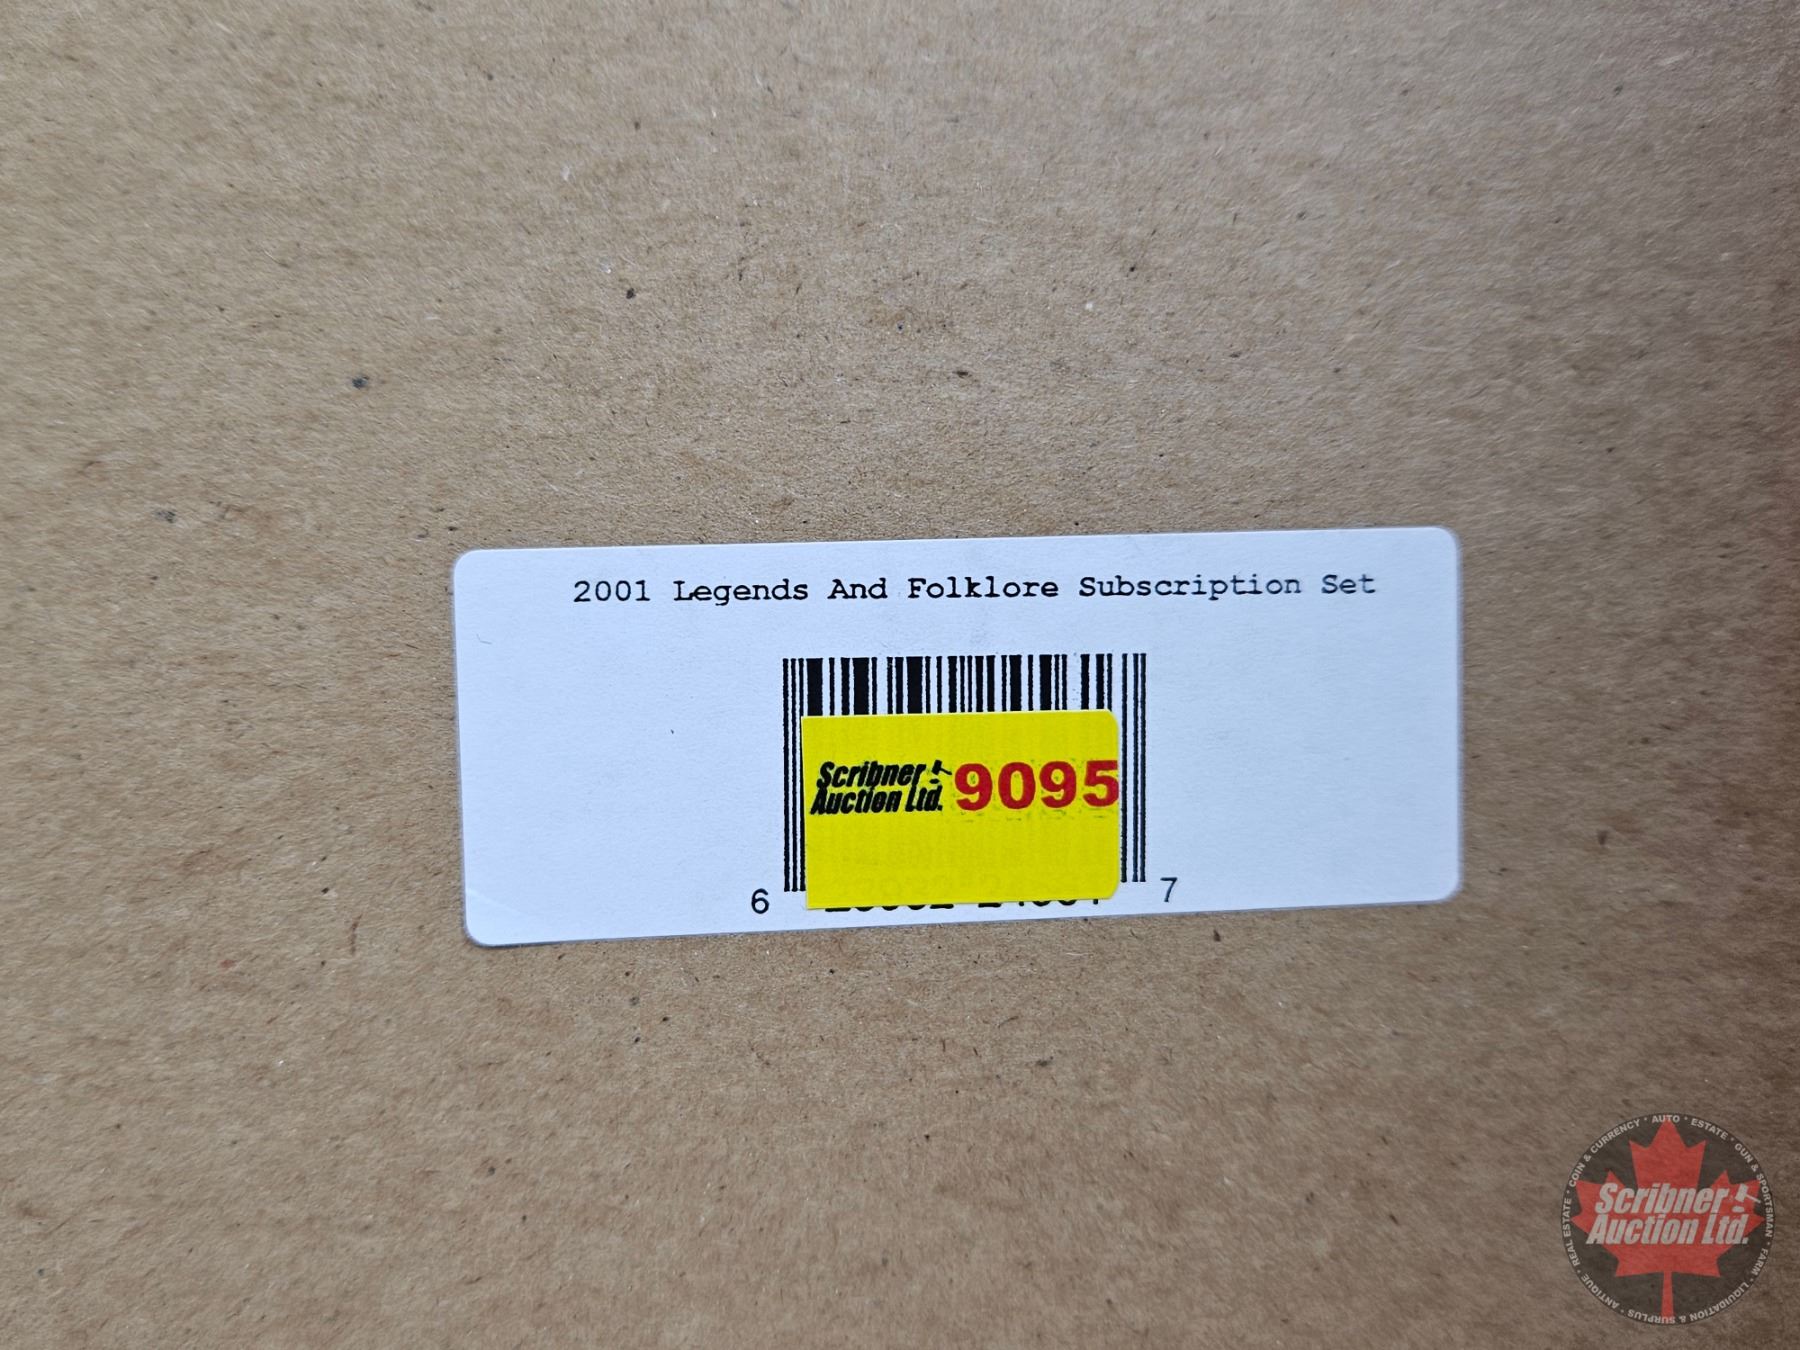 2001 Legends And Folklore Subscription Set
Scribner
Auction Ltd.
9095
6
7
COIN & CURRENCY • AUTO • ESTATE • GUN & SPORTSMAN • FARM • LIQUIDATION & SURPLUS • ANTIQUE • REAL ESTATE •
Scribner
Auction Ltd.